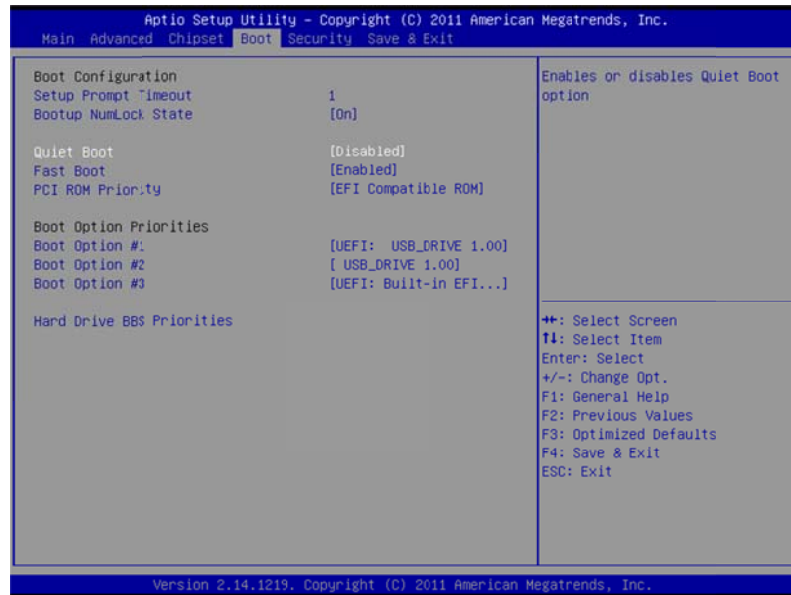 Aptio Setup Utility - Copyright (C) 2011 American Megatrends, Inc.
Main Advanced Chipset Boot Security Save & Exit
Boot Configuration
Setup Prompt Timeout 1
Bootup NumLock State [On]
Quiet Boot [Disabled]
Fast Boot [Enabled]
PCI ROM Priority [EFI Compatible ROM]
Boot Option Priorities
Boot Option #1 [UEFI: USB_DRIVE 1.00]
Boot Option #2 [ USB_DRIVE 1.00]
Boot Option #3 [UEFI: Built-in EFI...]
Hard Drive BBS Priorities
Enables or disables Quiet Boot
option
→←: Select Screen
↑↓: Select Item
Enter: Select
+/-: Change Opt.
F1: General Help
F2: Previous Values
F3: Optimized Defaults
F4: Save & Exit
ESC: Exit
Version 2.14.1219. Copyright (C) 2011 American Megatrends, Inc.